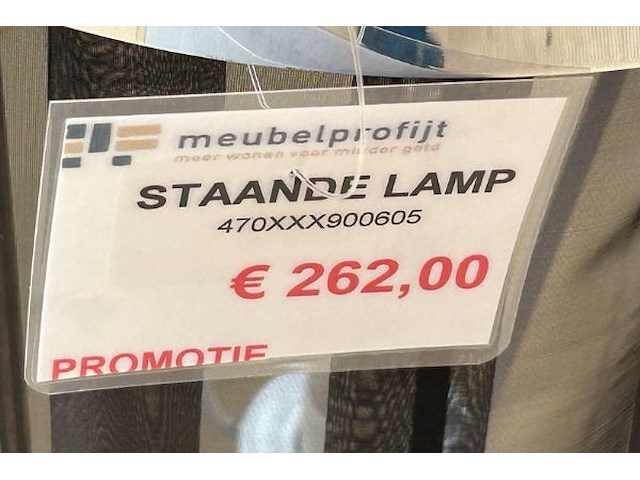 meubelprofijt
meer wonen voor minder geld
STAANDE LAMP
470XXX900605
€ 262,00
PROMOTIE